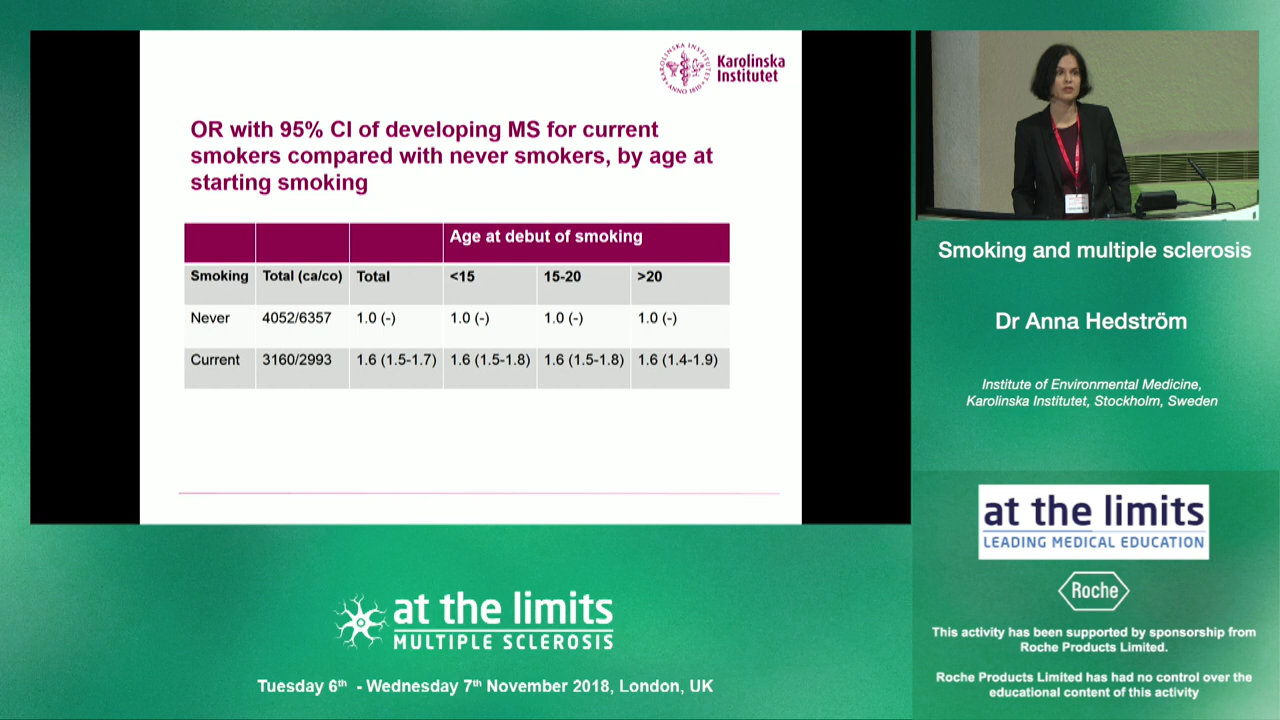 KAROLINSKA INSTITUTET
ANNO 1810
Karolinska
Institutet
OR with 95% CI of developing MS for current
smokers compared with never smokers, by age at
starting smoking
Age at debut of smoking
Smoking Total (ca/co) Total <15 15-20 >20
Never 4052/6357 1.0 (-) 1.0 (-) 1.0 (-) 1.0 (-)
Current 3160/2993 1.6 (1.5-1.7) 1.6 (1.5-1.8) 1.6 (1.5-1.8) 1.6 (1.4-1.9)
Smoking and multiple sclerosis
Dr Anna Hedström
Institute of Environmental Medicine,
Karolinska Institutet, Stockholm, Sweden
at the limits
LEADING MEDICAL EDUCATION
Roche
This activity has been supported by sponsorship from
Roche Products Limited.
Roche Products Limited has had no control over the
educational content of this activity
at the limits
MULTIPLE SCLEROSIS
Tuesday 6th - Wednesday 7th November 2018, London, UK